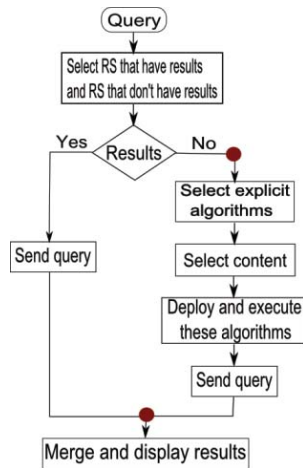 Query
Select RS that have results
and RS that don't have results
Yes
No
Results
Select explicit
algorithms
Send query
Select content
Deploy and execute
these algorithms
Send query
Merge and display results